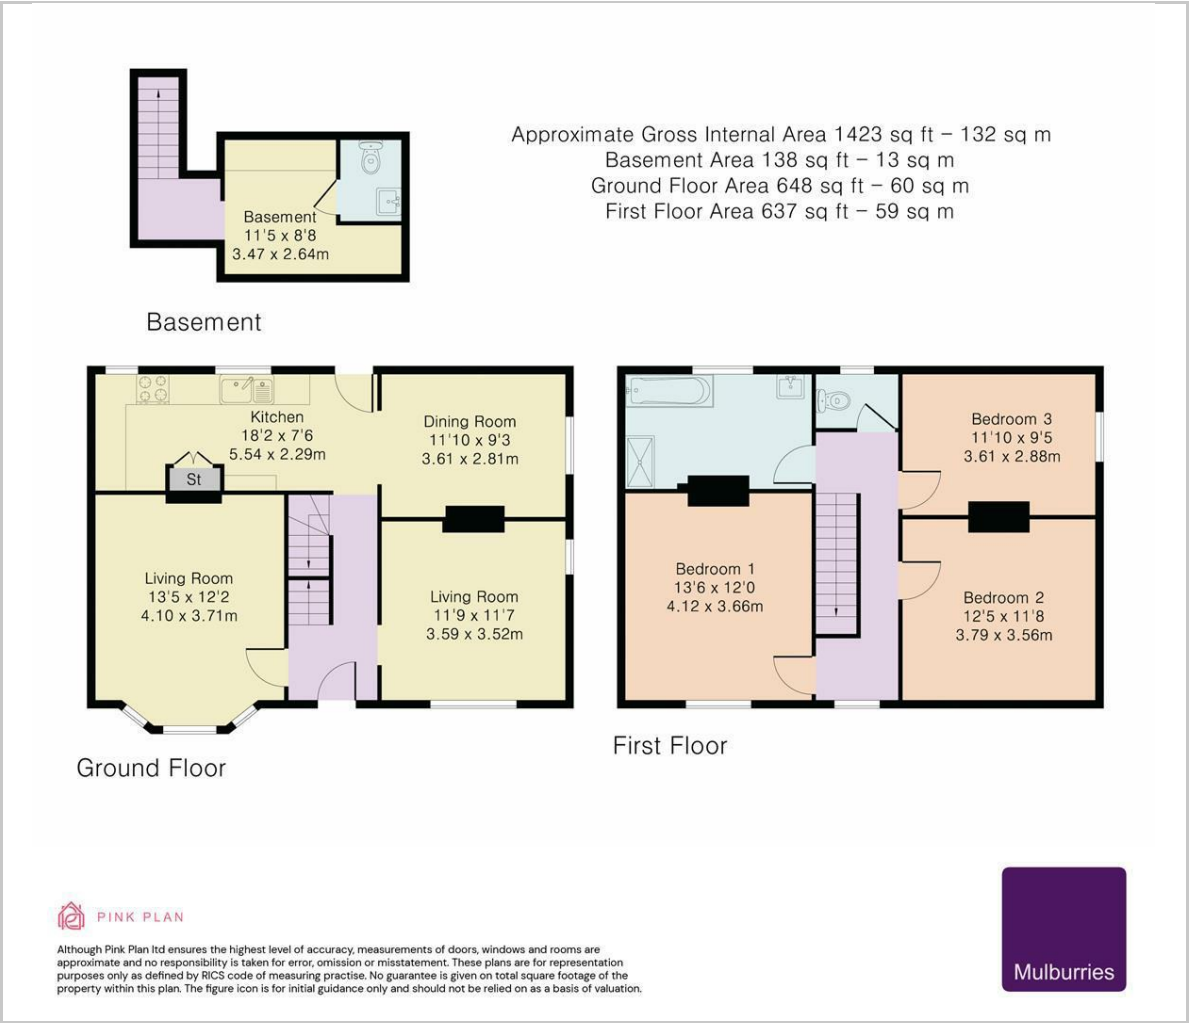 Approximate Gross Internal Area 1423 sq ft – 132 sq m
Basement Area 138 sq ft – 13 sq m
Ground Floor Area 648 sq ft – 60 sq m
First Floor Area 637 sq ft – 59 sq m
Basement
11'5 x 8'8
3.47 x 2.64m
Basement
Kitchen
18'2 x 7'6
5.54 x 2.29m
St
Dining Room
11'10 x 9'3
3.61 x 2.81m
Living Room
13'5 x 12'2
4.10 x 3.71m
Living Room
11'9 x 11'7
3.59 x 3.52m
Ground Floor
Bedroom 3
11'10 x 9'5
3.61 x 2.88m
Bedroom 1
13'6 x 12'0
4.12 x 3.66m
Bedroom 2
12'5 x 11'8
3.79 x 3.56m
First Floor
PINK PLAN
Although Pink Plan ltd ensures the highest level of accuracy, measurements of doors, windows and rooms are
approximate and no responsibility is taken for error, omission or misstatement. These plans are for representation
purposes only as defined by RICS code of measuring practise. No guarantee is given on total square footage of the
property within this plan. The figure icon is for initial guidance only and should not be relied on as a basis of valuation.
Mulburries